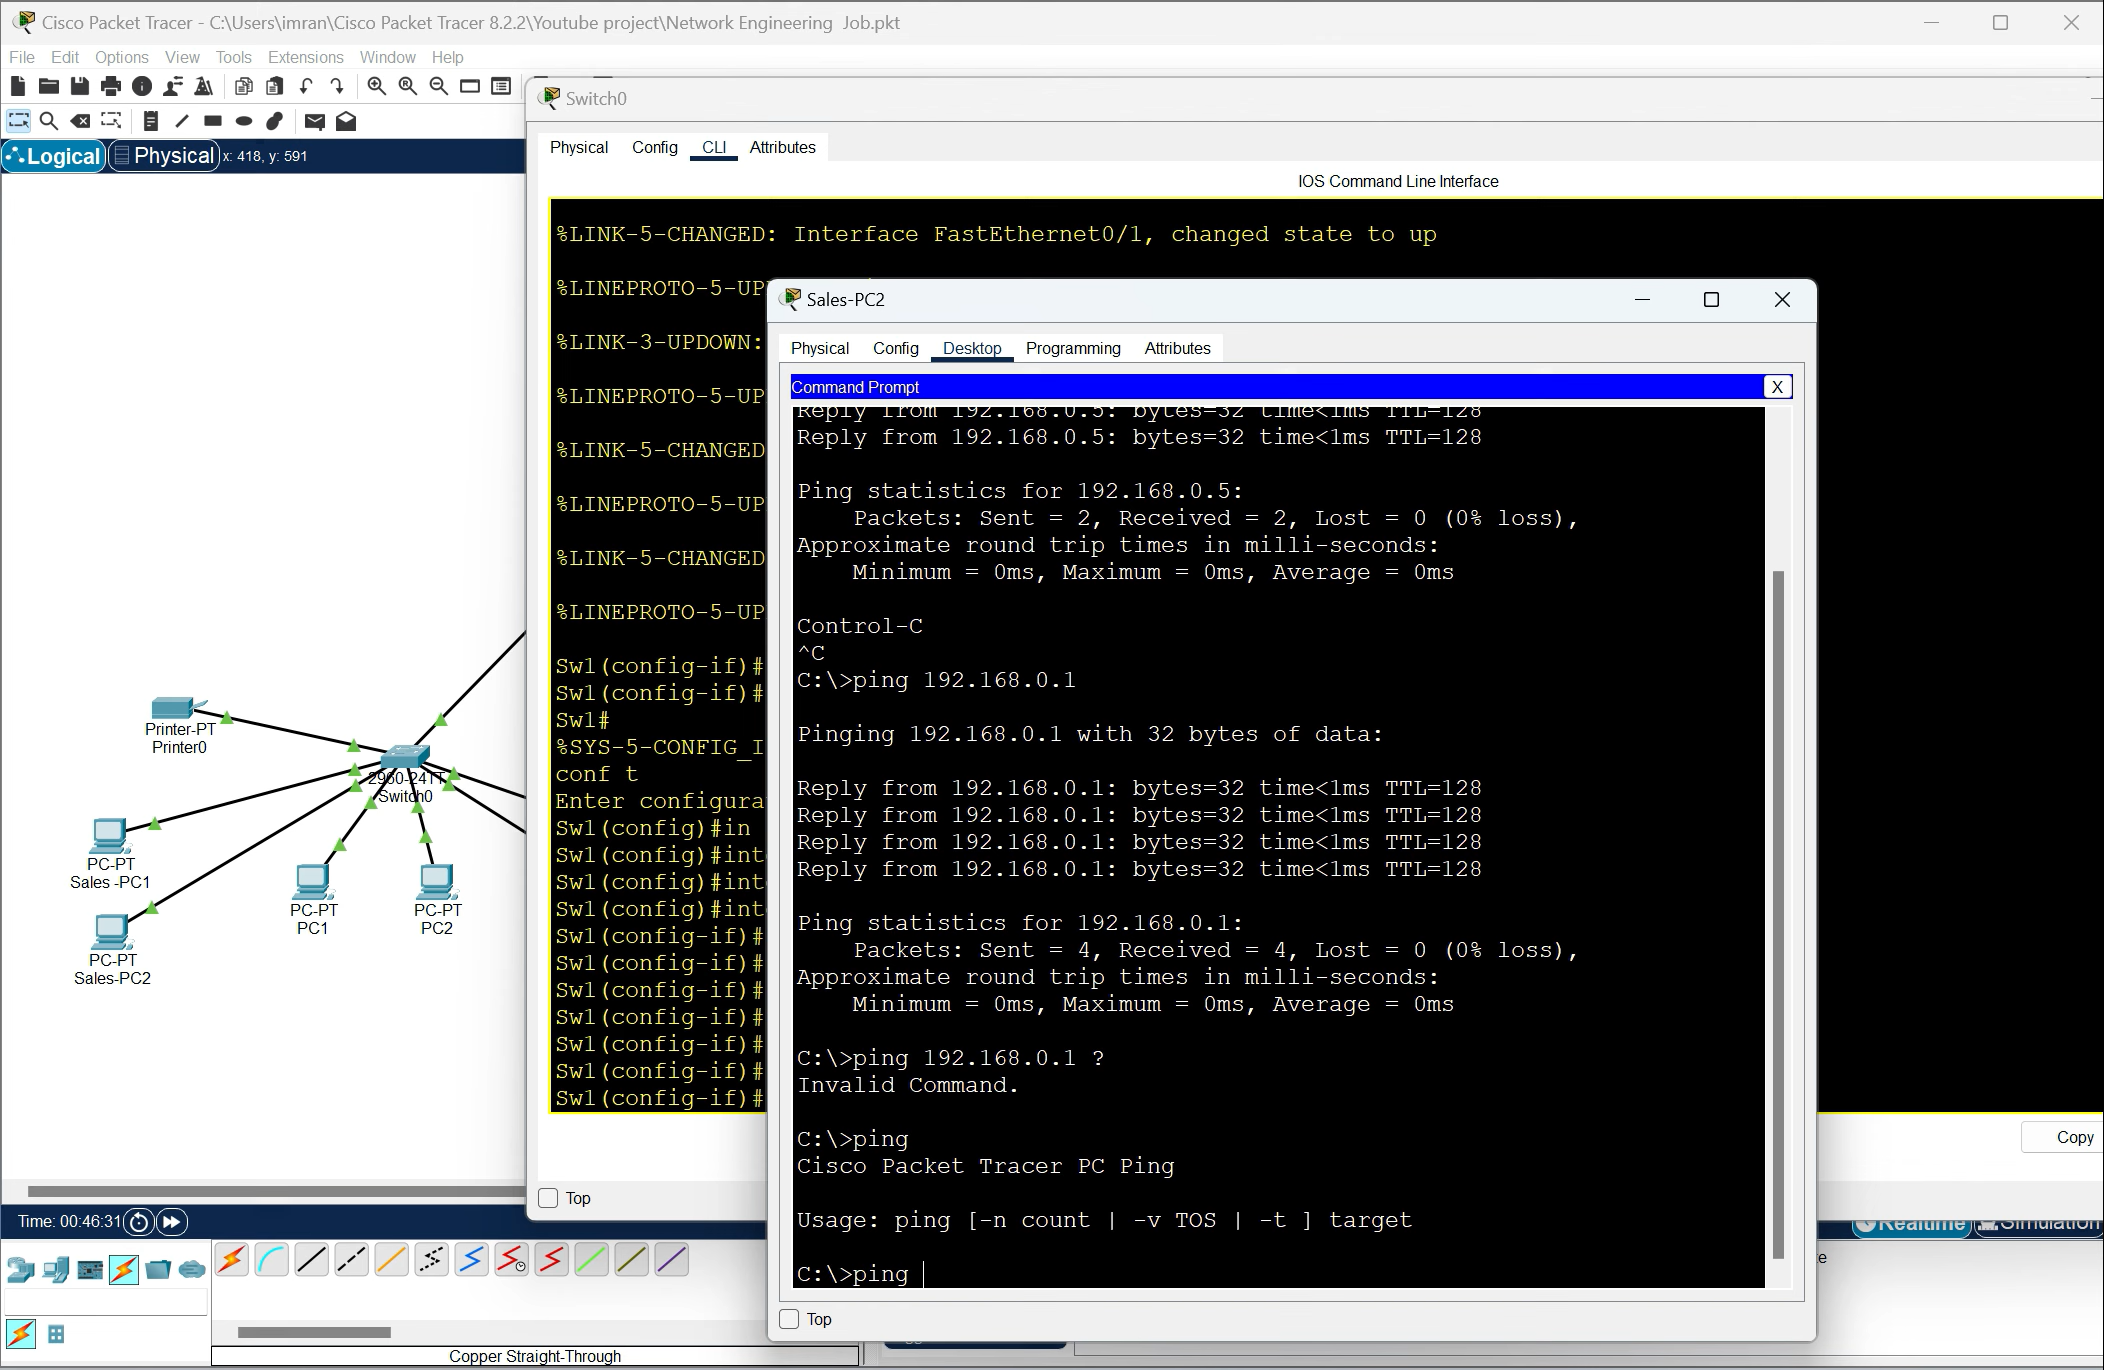 Cisco Packet Tracer - C:\Users\imran\Cisco Packet Tracer 8.2.2\Youtube project\Network Engineering  Job.pkt
File Edit Options View Tools Extensions Window Help
Logical Physical x: 418, y: 591
Printer-PT
Printer0
2960-24TT
Switch0
PC-PT
Sales -PC1
PC-PT
PC1
PC-PT
PC2
PC-PT
Sales-PC2
Time: 00:46:31
Copper Straight-Through
Realtime Simulation
Switch0
Physical Config CLI Attributes
IOS Command Line Interface
%LINK-5-CHANGED: Interface FastEthernet0/1, changed state to up
%LINEPROTO-5-UP
%LINK-3-UPDOWN:
%LINEPROTO-5-UP
%LINK-5-CHANGED
%LINEPROTO-5-UP
%LINK-5-CHANGED
%LINEPROTO-5-UP
Sw1(config-if)#
Sw1(config-if)#
Sw1#
%SYS-5-CONFIG_I
conf t
Enter configura
Sw1(config)#in
Sw1(config)#int
Sw1(config)#int
Sw1(config)#int
Sw1(config-if)#
Sw1(config-if)#
Sw1(config-if)#
Sw1(config-if)#
Sw1(config-if)#
Sw1(config-if)#
Sw1(config-if)#
Copy
Top
Sales-PC2
Physical Config Desktop Programming Attributes
Command Prompt X
Reply from 192.168.0.5: bytes=32 time<1ms TTL=128
Reply from 192.168.0.5: bytes=32 time<1ms TTL=128
Ping statistics for 192.168.0.5:
Packets: Sent = 2, Received = 2, Lost = 0 (0% loss),
Approximate round trip times in milli-seconds:
Minimum = 0ms, Maximum = 0ms, Average = 0ms
Control-C
^C
C:\>ping 192.168.0.1
Pinging 192.168.0.1 with 32 bytes of data:
Reply from 192.168.0.1: bytes=32 time<1ms TTL=128
Reply from 192.168.0.1: bytes=32 time<1ms TTL=128
Reply from 192.168.0.1: bytes=32 time<1ms TTL=128
Reply from 192.168.0.1: bytes=32 time<1ms TTL=128
Ping statistics for 192.168.0.1:
Packets: Sent = 4, Received = 4, Lost = 0 (0% loss),
Approximate round trip times in milli-seconds:
Minimum = 0ms, Maximum = 0ms, Average = 0ms
C:\>ping 192.168.0.1 ?
Invalid Command.
C:\>ping
Cisco Packet Tracer PC Ping
Usage: ping [-n count | -v TOS | -t ] target
C:\>ping
Top